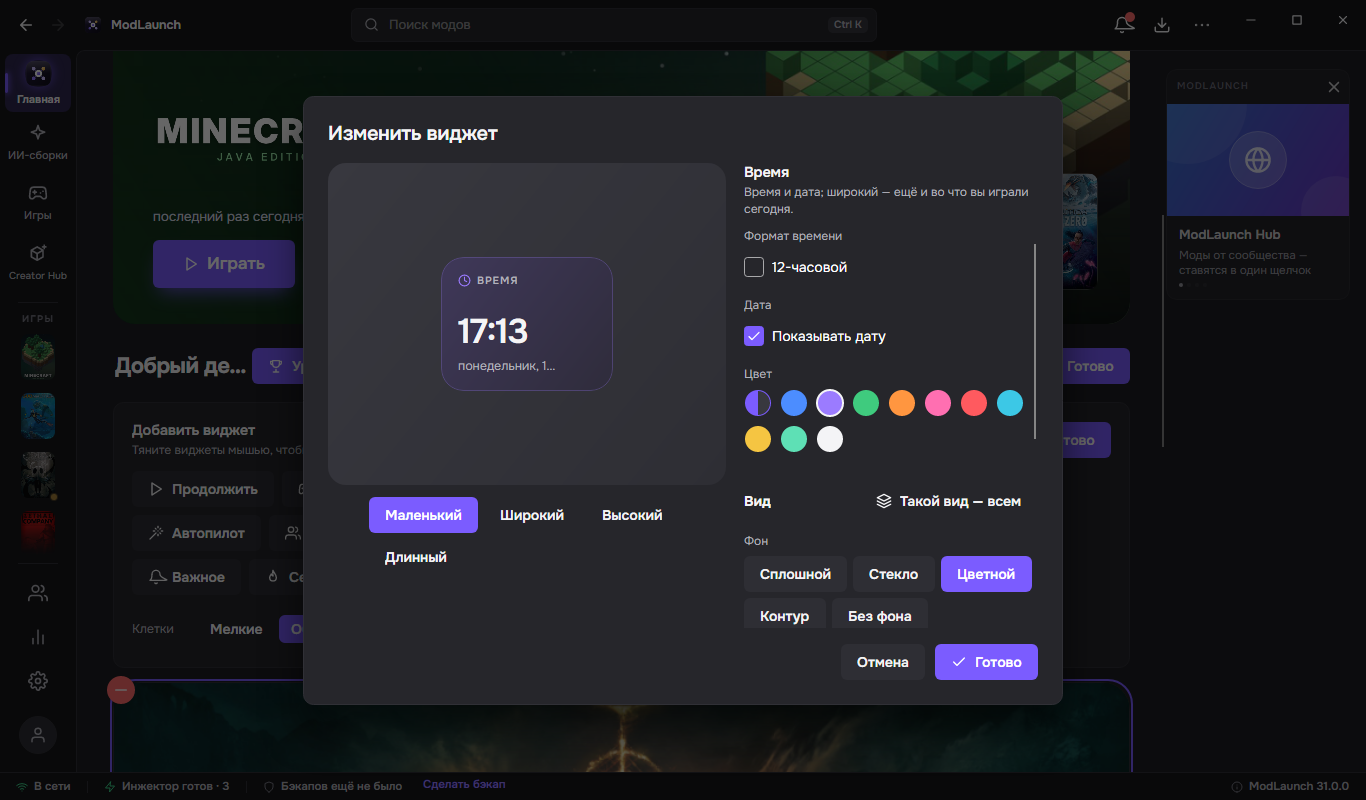 ModLaunch
Поиск модов
Ctrl K
Главная
ИИ-сборки
Игры
Creator Hub
ИГРЫ
MINECR
JAVA EDITI
последний раз сегодня
Играть
Добрый де...
Готово
Добавить виджет
Тяните виджеты мышью, чтоб
Продолжить
Автопилот
Важное
Клетки
Мелкие
Изменить виджет
ВРЕМЯ
17:13
понедельник, 1...
Маленький
Широкий
Высокий
Длинный
Время
Время и дата; широкий — ещё и во что вы играли
сегодня.
Формат времени
12-часовой
Дата
Показывать дату
Цвет
Вид
Такой вид — всем
Фон
Сплошной
Стекло
Цветной
Контур
Без фона
Отмена
Готово
MODLAUNCH
ModLaunch Hub
Моды от сообщества —
ставятся в один щелчок
В сети
Инжектор готов · 3
Бэкапов ещё не было
Сделать бэкап
ModLaunch 31.0.0